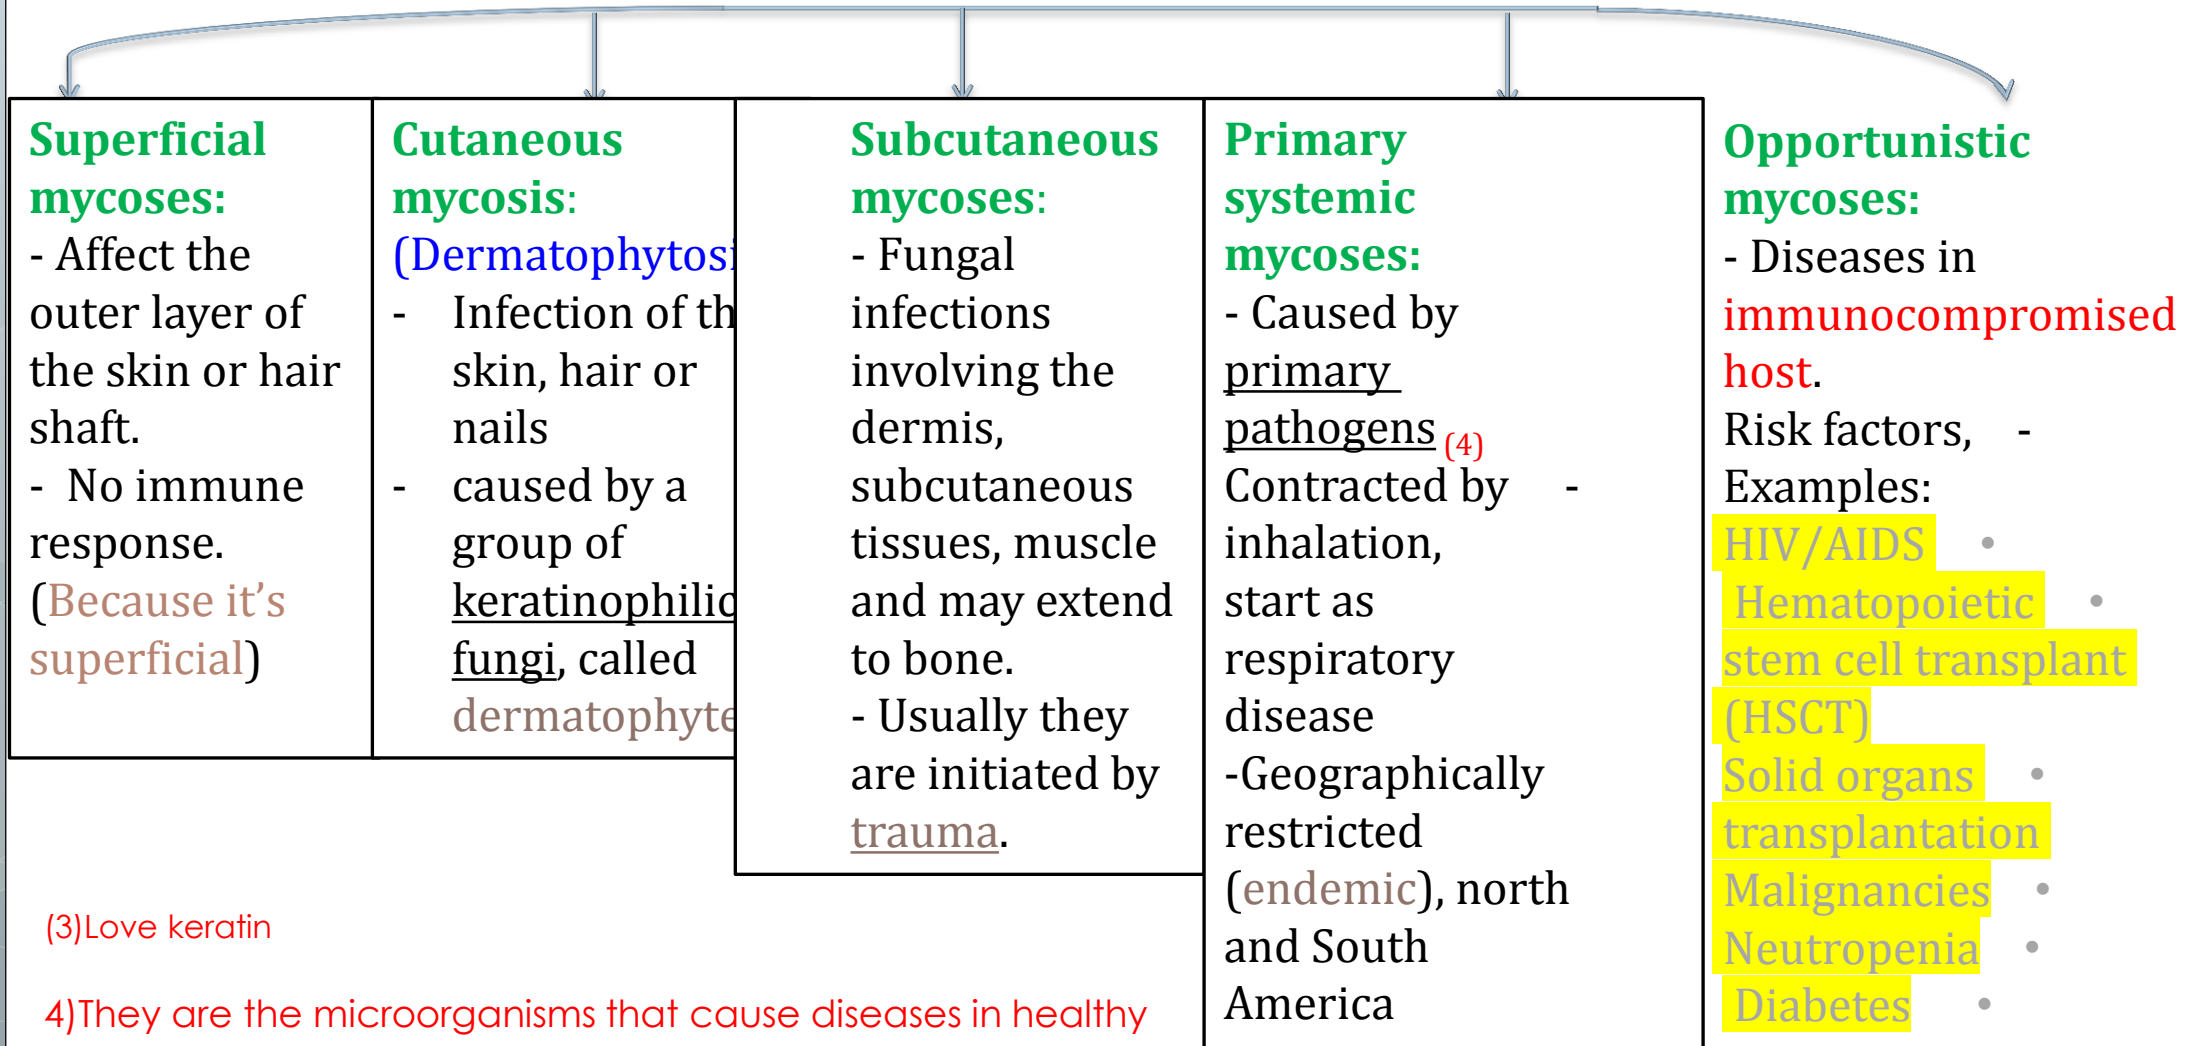 Superficial
mycoses:
- Affect the
outer layer of
the skin or hair
shaft.
- No immune
response.
(Because it's
superficial)
Cutaneous
mycosis:
(Dermatophytosi
- Infection of th
skin, hair or
nails
- caused by a
group of
keratinophilic
fungi, called
dermatophyte
Subcutaneous
mycoses:
- Fungal
infections
involving the
dermis,
subcutaneous
tissues, muscle
and may extend
to bone.
- Usually they
are initiated by
trauma.
Primary
systemic
mycoses:
- Caused by
primary
pathogens (4)
Contracted by -
inhalation,
start as
respiratory
disease
-Geographically
restricted
(endemic), north
and South
America
Opportunistic
mycoses:
- Diseases in
immunocompromised
host.
Risk factors, -
Examples:
HIV/AIDS •
Hematopoietic •
stem cell transplant
(HSCT)
Solid organs •
transplantation
Malignancies •
Neutropenia •
Diabetes •
(3)Love keratin
4)They are the microorganisms that cause diseases in healthy